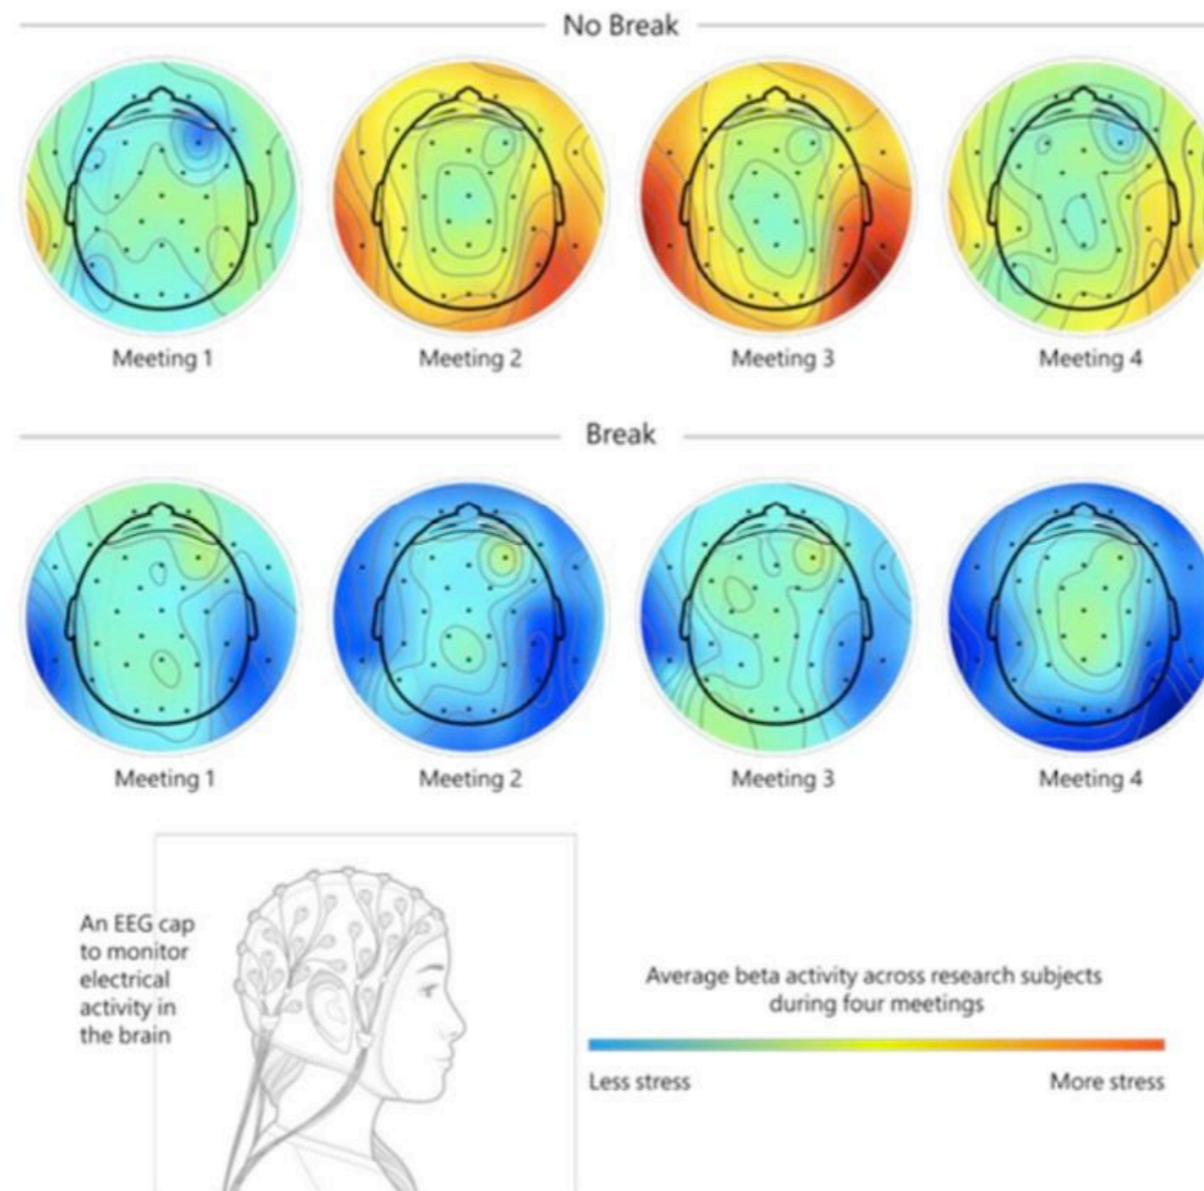 No Break
Meeting 1
Meeting 2
Meeting 3
Meeting 4
Break
Meeting 1
Meeting 2
Meeting 3
Meeting 4
An EEG cap
to monitor
electrical
activity in
the brain
Average beta activity across research subjects
during four meetings
Less stress
More stress